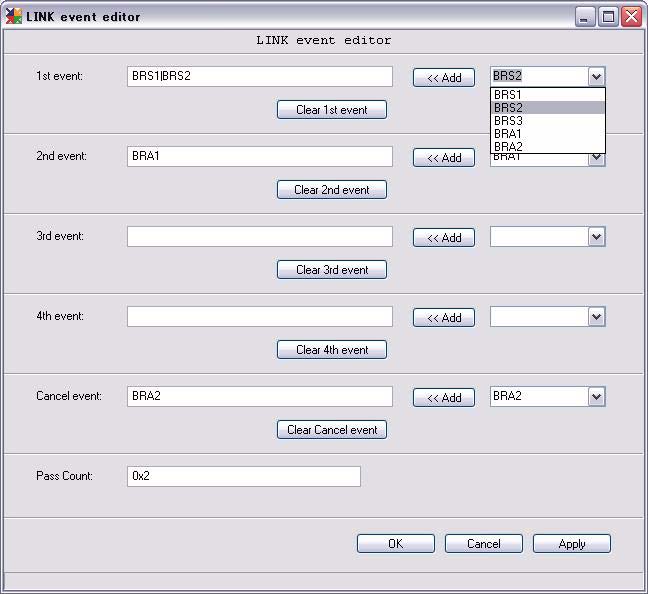 LINK event editor
LINK event editor
1st event: BRS1|BRS2 << Add BRS2
BRS1
BRS2
BRS3
BRA1
BRA2
Clear 1st event
2nd event: BRA1 << Add BRA1
Clear 2nd event
3rd event: << Add
Clear 3rd event
4th event: << Add
Clear 4th event
Cancel event: BRA2 << Add BRA2
Clear Cancel event
Pass Count: 0x2
OK Cancel Apply